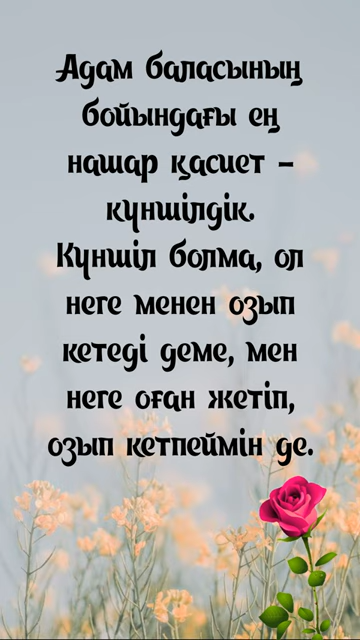 Адам баласының
бойындағы ең
нашар қасиет –
күншілдік.
Күншіл болма, ол
неге менен озып
кетеді деме, мен
неге оған жетіп,
озып кетпеймін де.